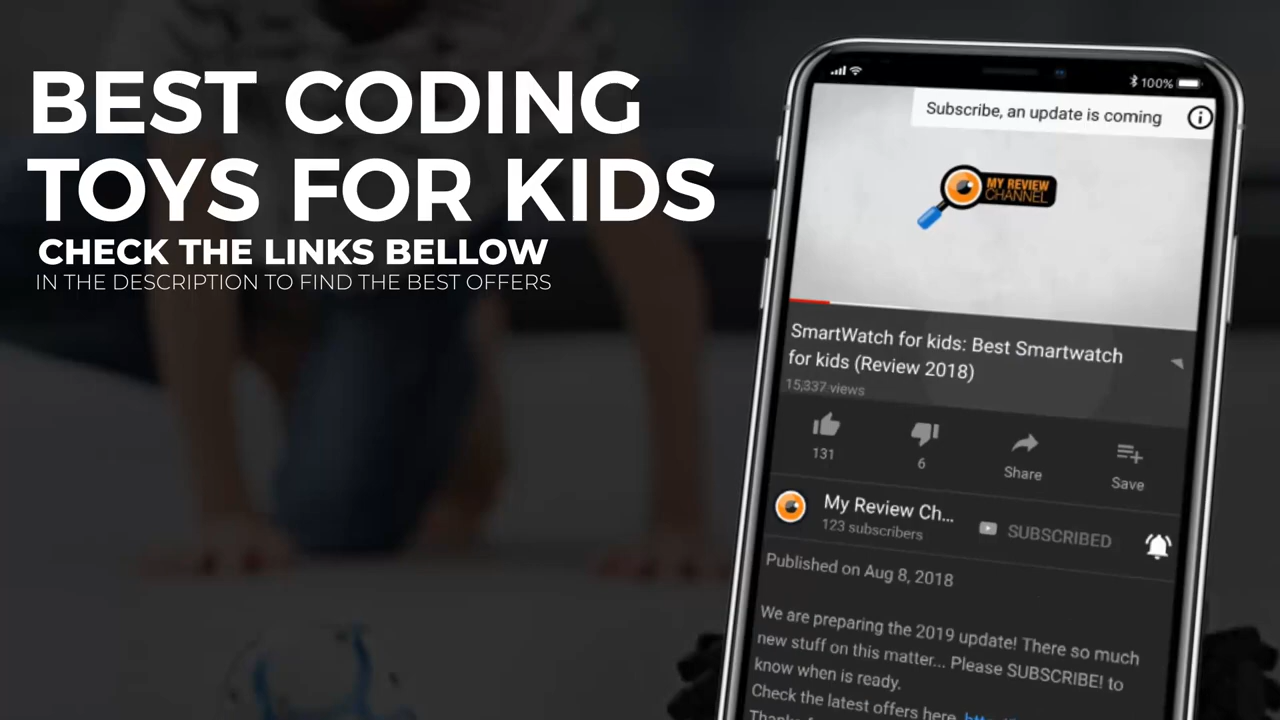 BEST CODING
TOYS FOR KIDS
CHECK THE LINKS BELLOW
IN THE DESCRIPTION TO FIND THE BEST OFFERS
100%
Subscribe, an update is coming
MY REVIEW
CHANNEL
SmartWatch for kids: Best Smartwatch
for kids (Review 2018)
15,337 views
131
6
Share
Save
My Review Ch...
123 subscribers
SUBSCRIBED
Published on Aug 8, 2018
We are preparing the 2019 update! There so much
new stuff on this matter... Please SUBSCRIBE! to
know when is ready.
Check the latest offers here